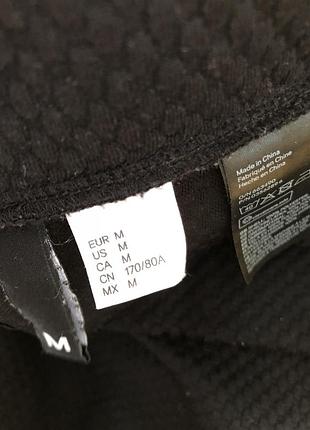 EUR M
US M
CA M
CN 170/80A
MX M
M
Made in China
Fabriqué en Chine
Hecho en China